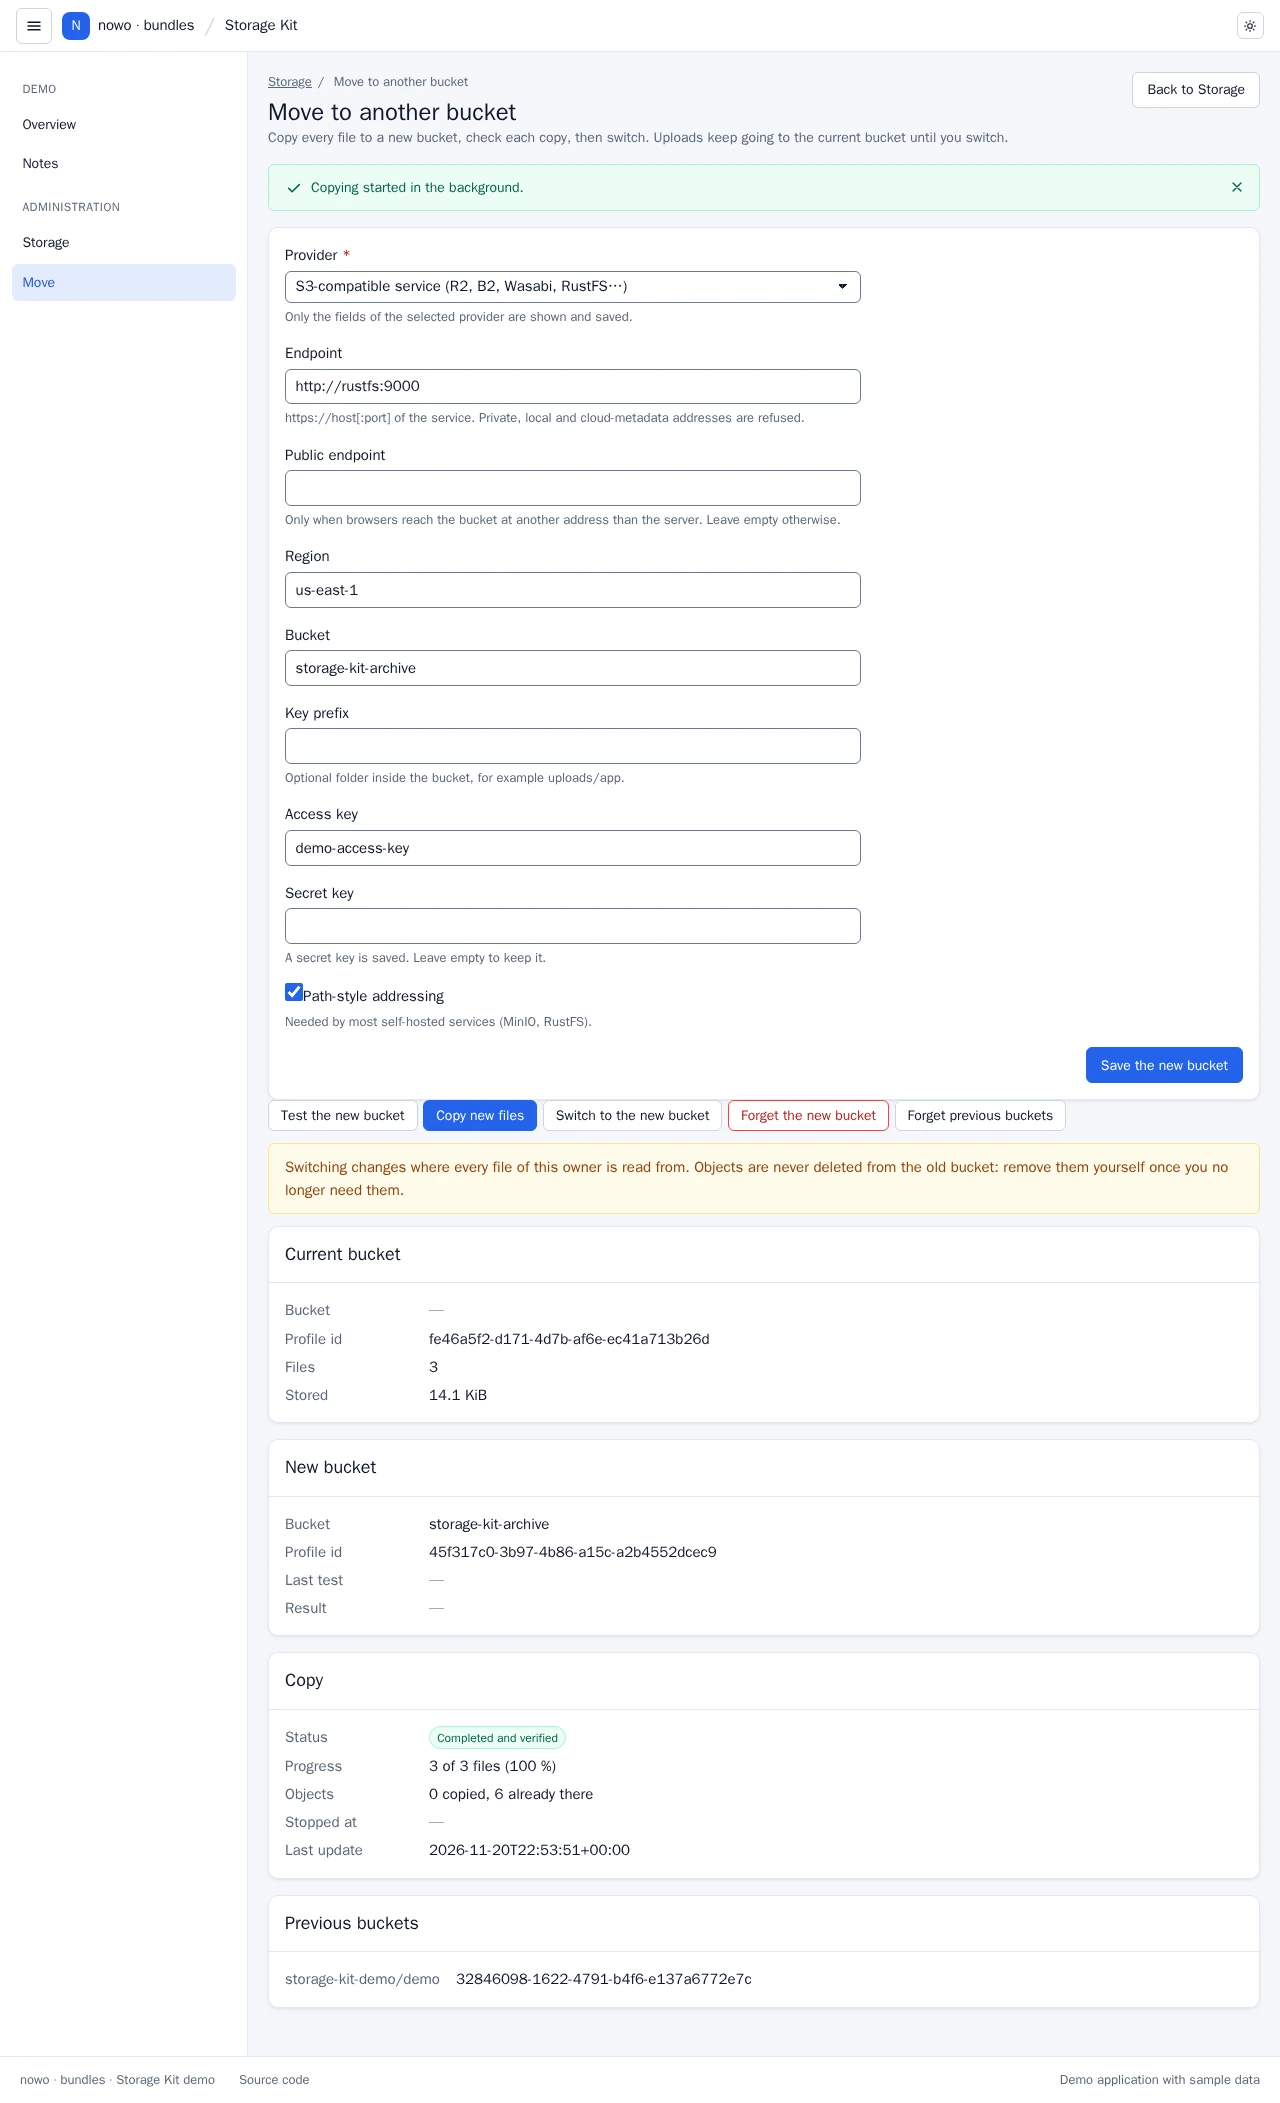 N nowo · bundles / Storage Kit
DEMO
Overview
Notes
ADMINISTRATION
Storage
Move
Storage / Move to another bucket
Back to Storage
Move to another bucket
Copy every file to a new bucket, check each copy, then switch. Uploads keep going to the current bucket until you switch.
Copying started in the background.
Provider *
S3-compatible service (R2, B2, Wasabi, RustFS…)
Only the fields of the selected provider are shown and saved.
Endpoint
http://rustfs:9000
https://host[:port] of the service. Private, local and cloud-metadata addresses are refused.
Public endpoint
Only when browsers reach the bucket at another address than the server. Leave empty otherwise.
Region
us-east-1
Bucket
storage-kit-archive
Key prefix
Optional folder inside the bucket, for example uploads/app.
Access key
demo-access-key
Secret key
A secret key is saved. Leave empty to keep it.
Path-style addressing
Needed by most self-hosted services (MinIO, RustFS).
Save the new bucket
Test the new bucket Copy new files Switch to the new bucket Forget the new bucket Forget previous buckets
Switching changes where every file of this owner is read from. Objects are never deleted from the old bucket: remove them yourself once you no
longer need them.
Current bucket
Bucket —
Profile id fe46a5f2-d171-4d7b-af6e-ec41a713b26d
Files 3
Stored 14.1 KiB
New bucket
Bucket storage-kit-archive
Profile id 45f317c0-3b97-4b86-a15c-a2b4552dcec9
Last test —
Result —
Copy
Status Completed and verified
Progress 3 of 3 files (100 %)
Objects 0 copied, 6 already there
Stopped at —
Last update 2026-11-20T22:53:51+00:00
Previous buckets
storage-kit-demo/demo 32846098-1622-4791-b4f6-e137a6772e7c
nowo · bundles · Storage Kit demo Source code Demo application with sample data